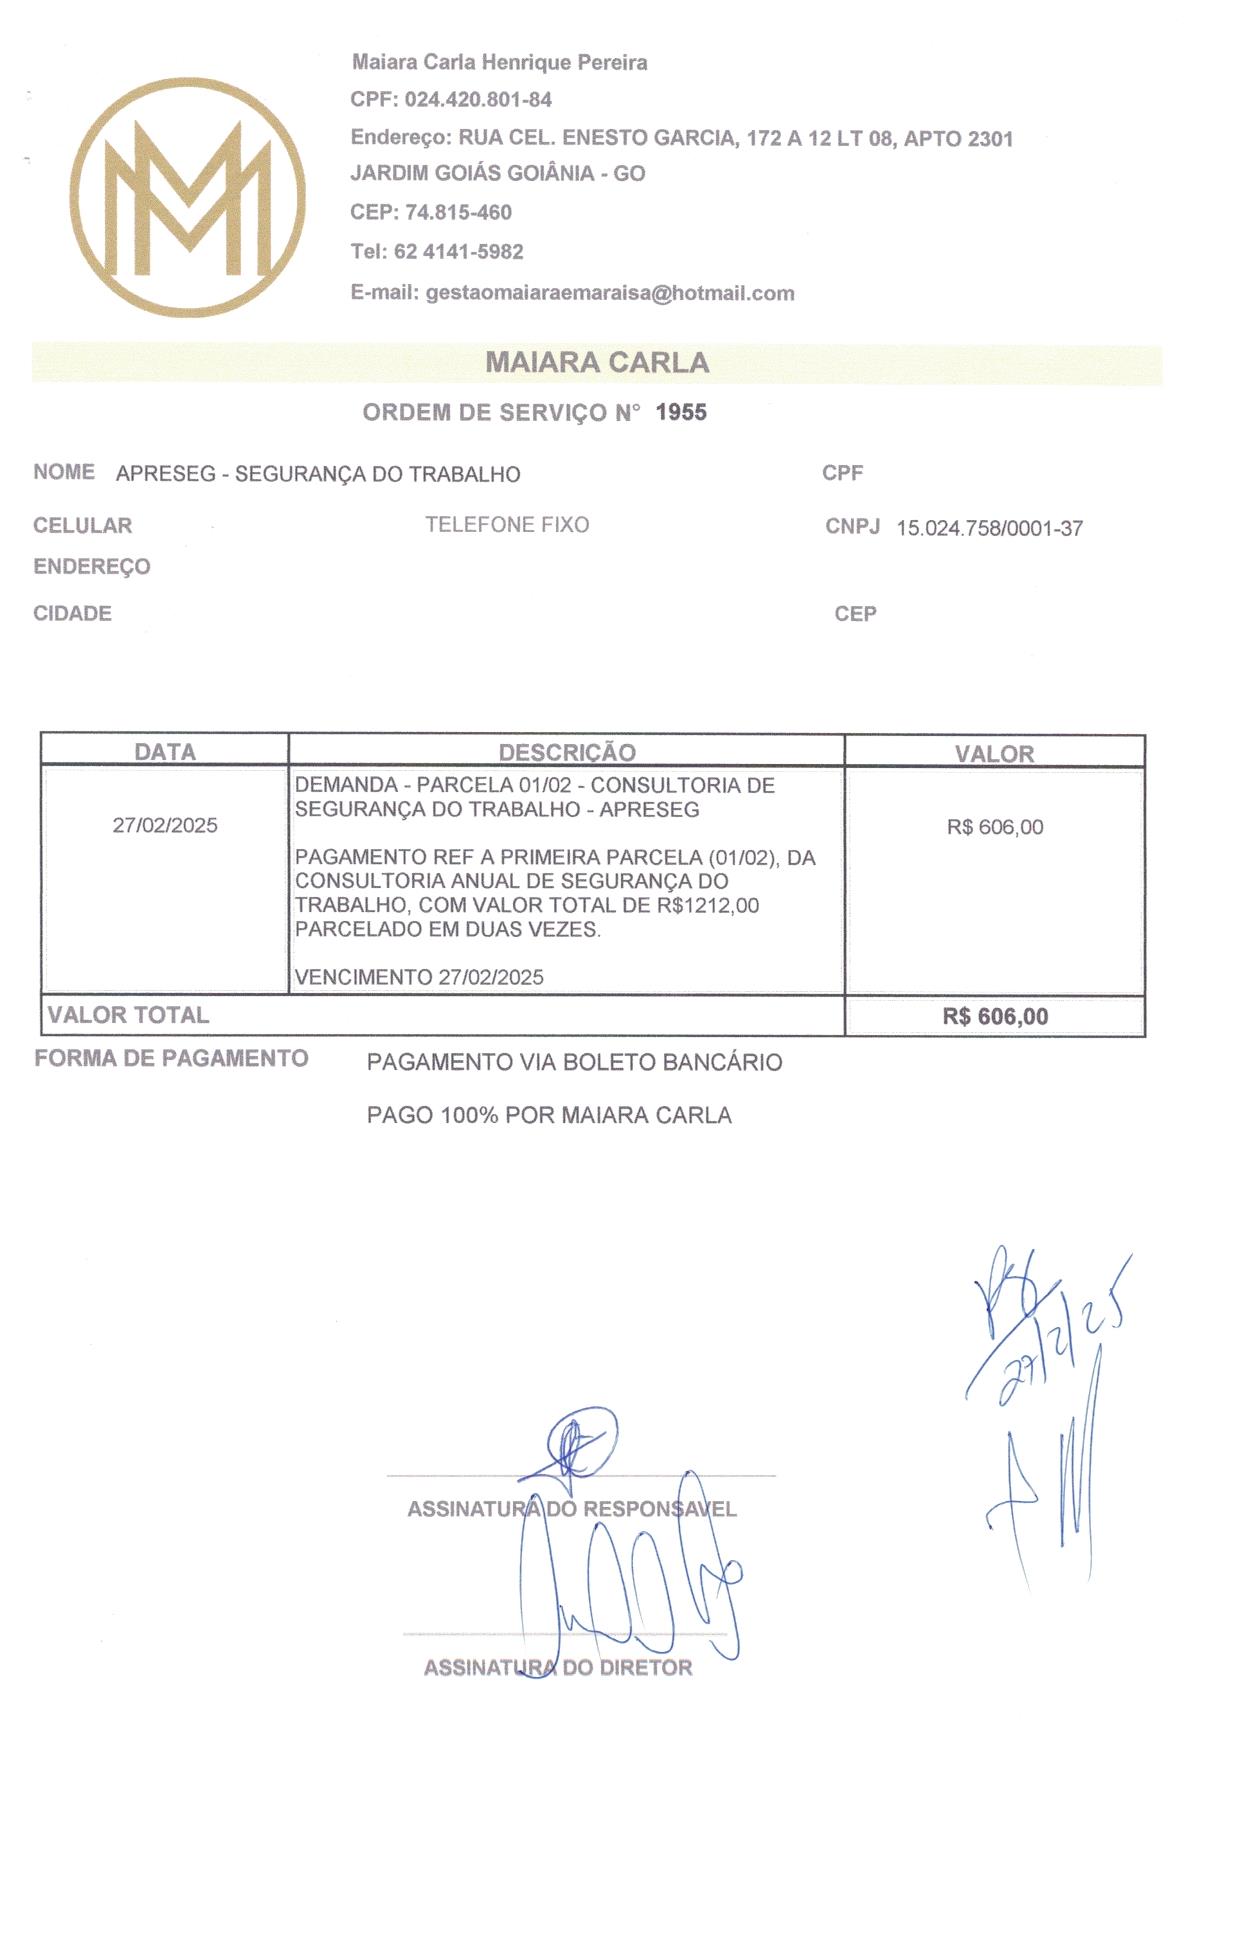 Maiara Carla Henrique Pereira
CPF: 024.420.801-84
Endereço: RUA CEL. ENESTO GARCIA, 172 A 12 LT 08, APTO 2301
JARDIM GOIÁS GOIÂNIA - GO
CEP: 74.815-460
Tel: 62 4141-5982
E-mail: gestaomaiaraemaraisa@hotmail.com
MAIARA CARLA
ORDEM DE SERVIÇO N° 1955
NOME APRESEG - SEGURANÇA DO TRABALHO CPF
CELULAR TELEFONE FIXO CNPJ 15.024.758/0001-37
ENDEREÇO
CIDADE CEP
DATA DESCRIÇÃO VALOR
DEMANDA - PARCELA 01/02 - CONSULTORIA DE
SEGURANÇA DO TRABALHO - APRESEG
27/02/2025 R$ 606,00
PAGAMENTO REF A PRIMEIRA PARCELA (01/02), DA
CONSULTORIA ANUAL DE SEGURANÇA DO
TRABALHO, COM VALOR TOTAL DE R$1212,00
PARCELADO EM DUAS VEZES.
VENCIMENTO 27/02/2025
VALOR TOTAL R$ 606,00
FORMA DE PAGAMENTO PAGAMENTO VIA BOLETO BANCÁRIO
PAGO 100% POR MAIARA CARLA
27/2/25
ASSINATURA DO RESPONSAVEL
ASSINATURA DO DIRETOR